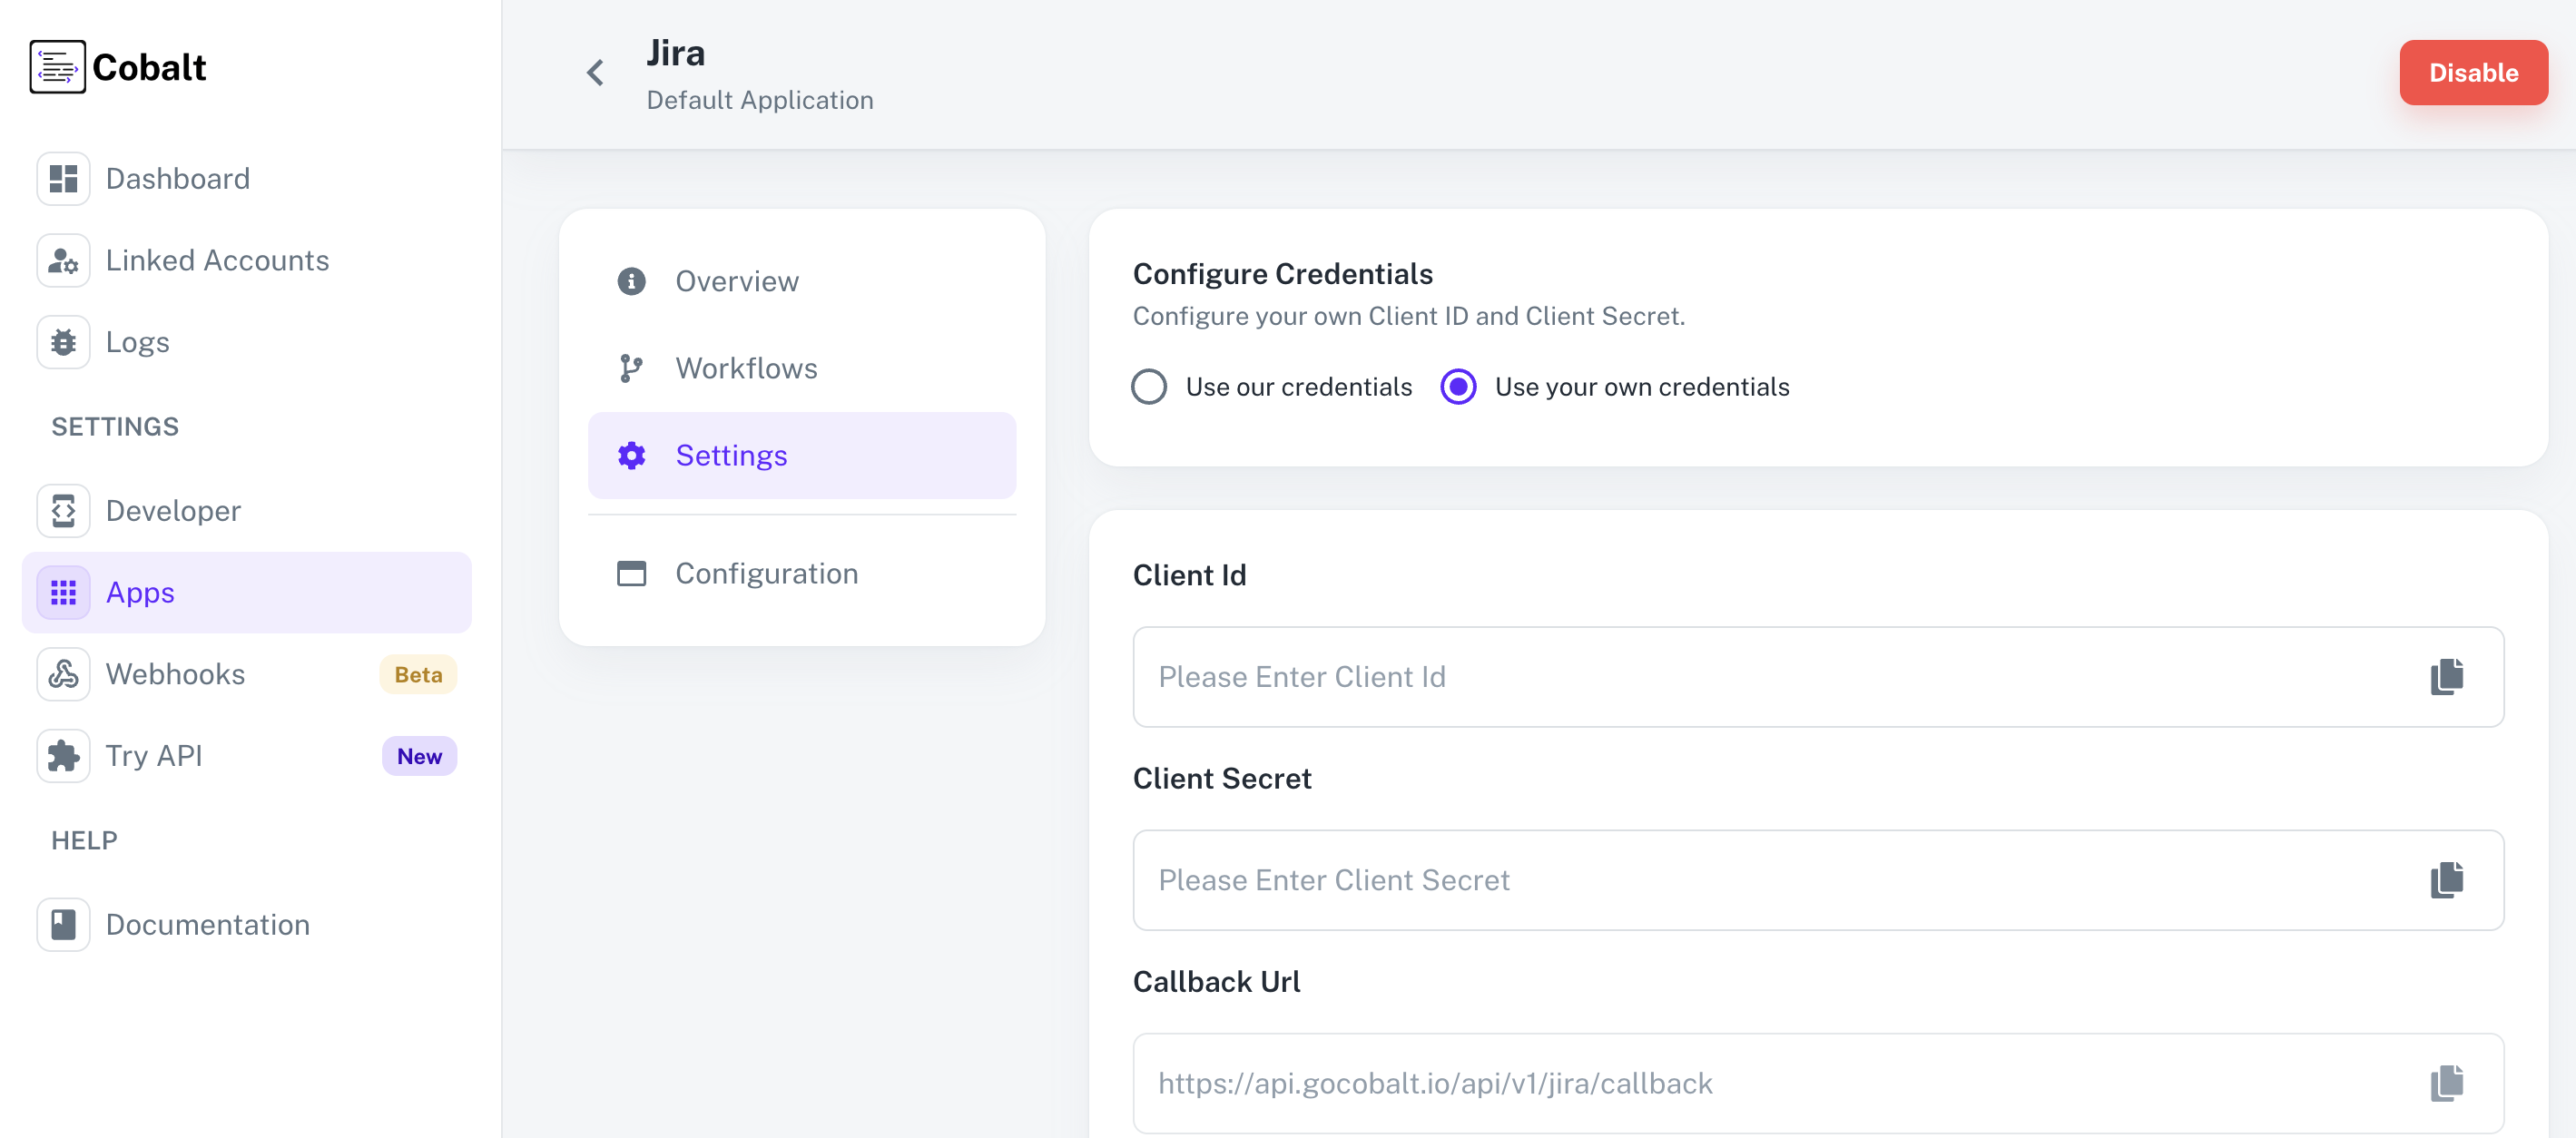 Cobalt
Dashboard
Linked Accounts
Logs
SETTINGS
Developer
Apps
Webhooks
Beta
Try API
New
HELP
Documentation
Jira
Default Application
Disable
Overview
Workflows
Settings
Configuration
Configure Credentials
Configure your own Client ID and Client Secret.
Use our credentials
Use your own credentials
Client Id
Please Enter Client Id
Client Secret
Please Enter Client Secret
Callback Url
https://api.gocobalt.io/api/v1/jira/callback